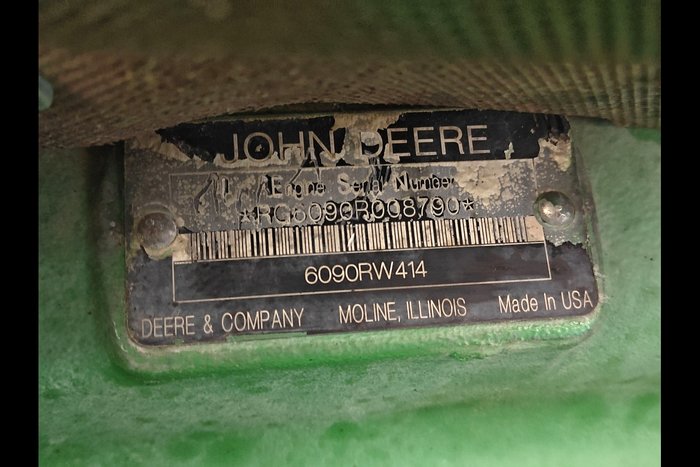 JOHN DEERE
Engine Serial Number
*RG6090R008790*
6090RW414
DEERE & COMPANY MOLINE, ILLINOIS Made In USA